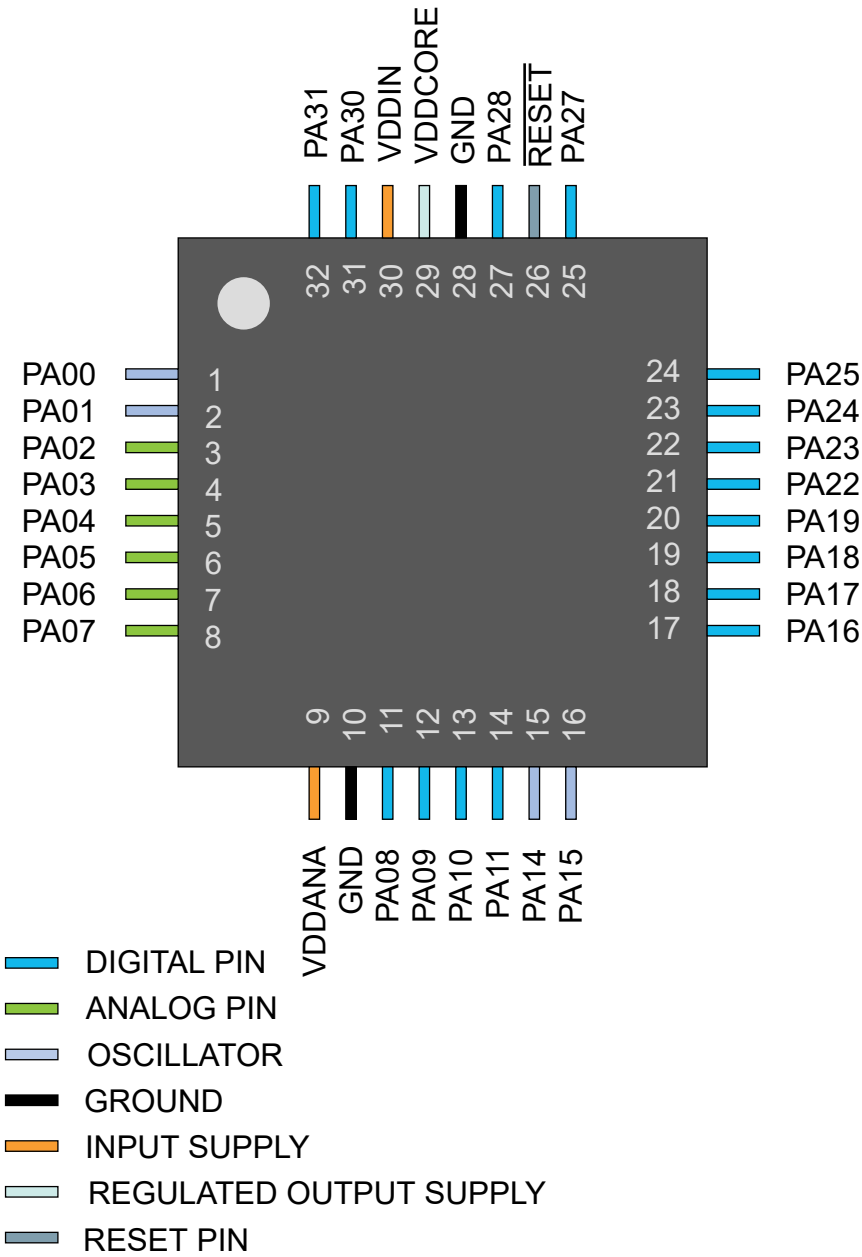 PA31
PA30
VDDIN
VDDCORE
GND
PA28
RESET
PA27
32
31
30
29
28
27
26
25
PA00 1
PA01 2
PA02 3
PA03 4
PA04 5
PA05 6
PA06 7
PA07 8
24 PA25
23 PA24
22 PA23
21 PA22
20 PA19
19 PA18
18 PA17
17 PA16
9
10
11
12
13
14
15
16
VDDANA
GND
PA08
PA09
PA10
PA11
PA14
PA15
DIGITAL PIN
ANALOG PIN
OSCILLATOR
GROUND
INPUT SUPPLY
REGULATED OUTPUT SUPPLY
RESET PIN